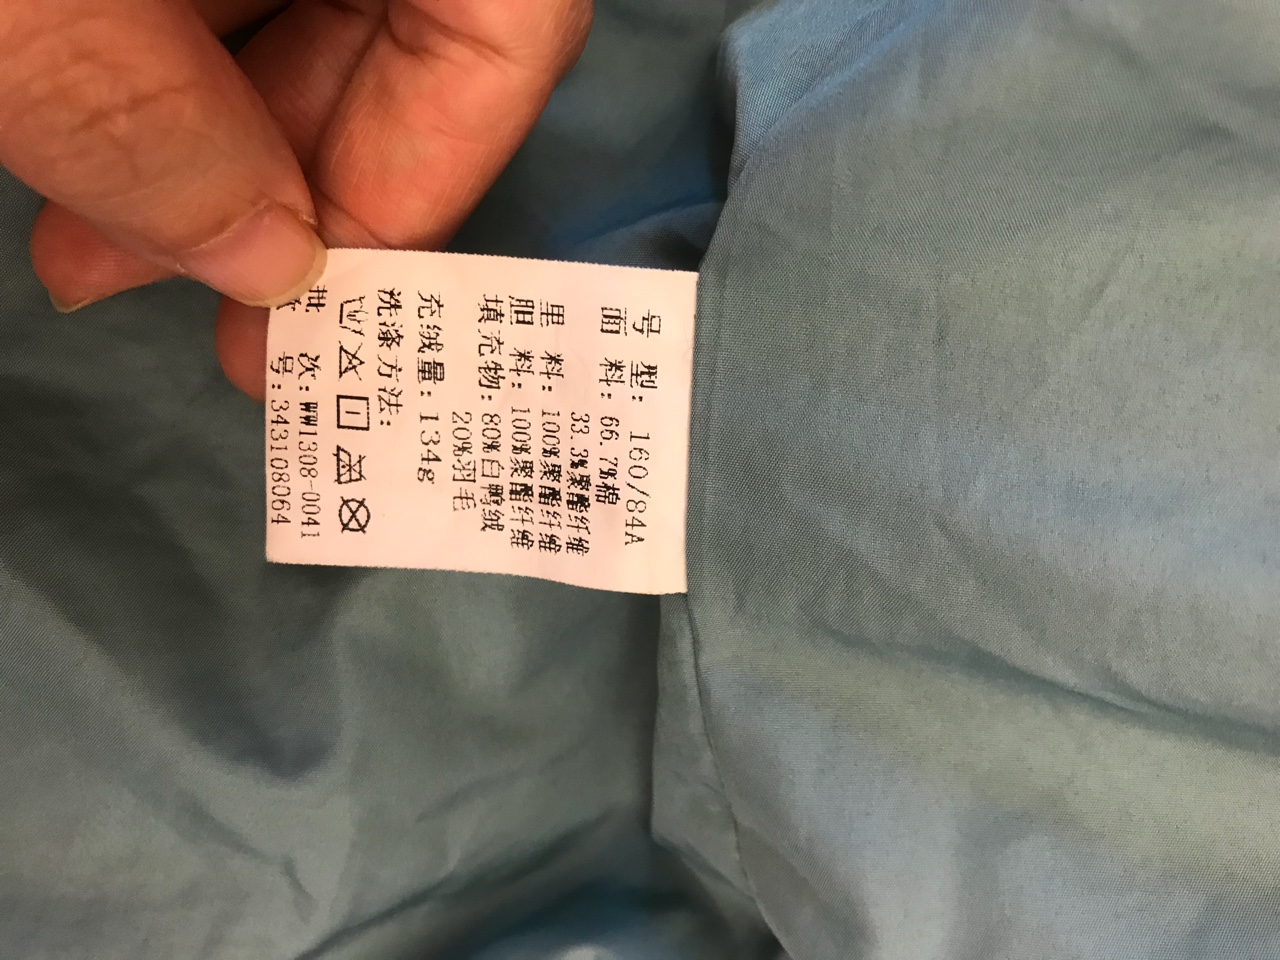 号 型: 160/84A
面 料: 66.7%棉
33.3%聚酯纤维
里 料: 100%聚酯纤维
胆 料: 100%聚酯纤维
填充物: 80%白鸭绒
20%羽毛
充绒量: 134g
洗涤方法:
批 次: WW1308-0041
号: 343108064